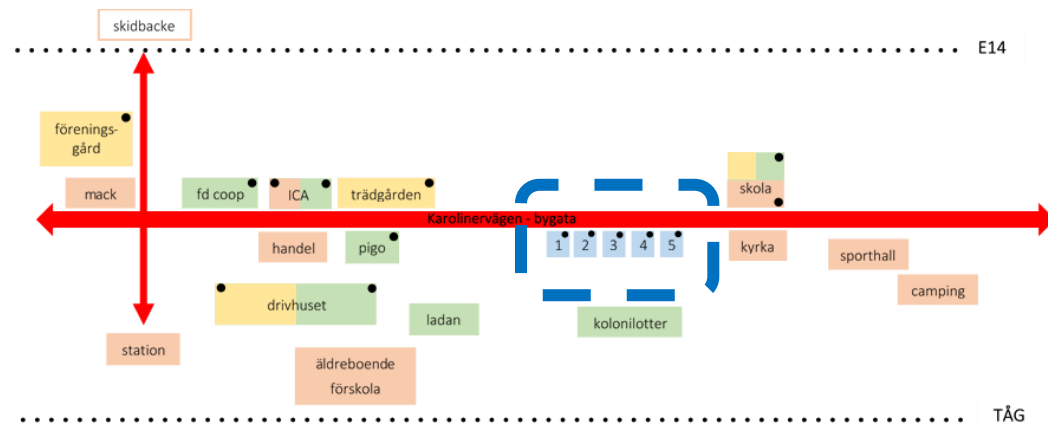 skidbacke
E14
förenings-
gård
mack
fd coop
ICA
trädgården
skola
Karolinervägen - bygata
handel
pigo
1 2 3 4 5
kyrka
sporthall
camping
drivhuset
ladan
kolonilotter
station
äldreboende
förskola
TÅG